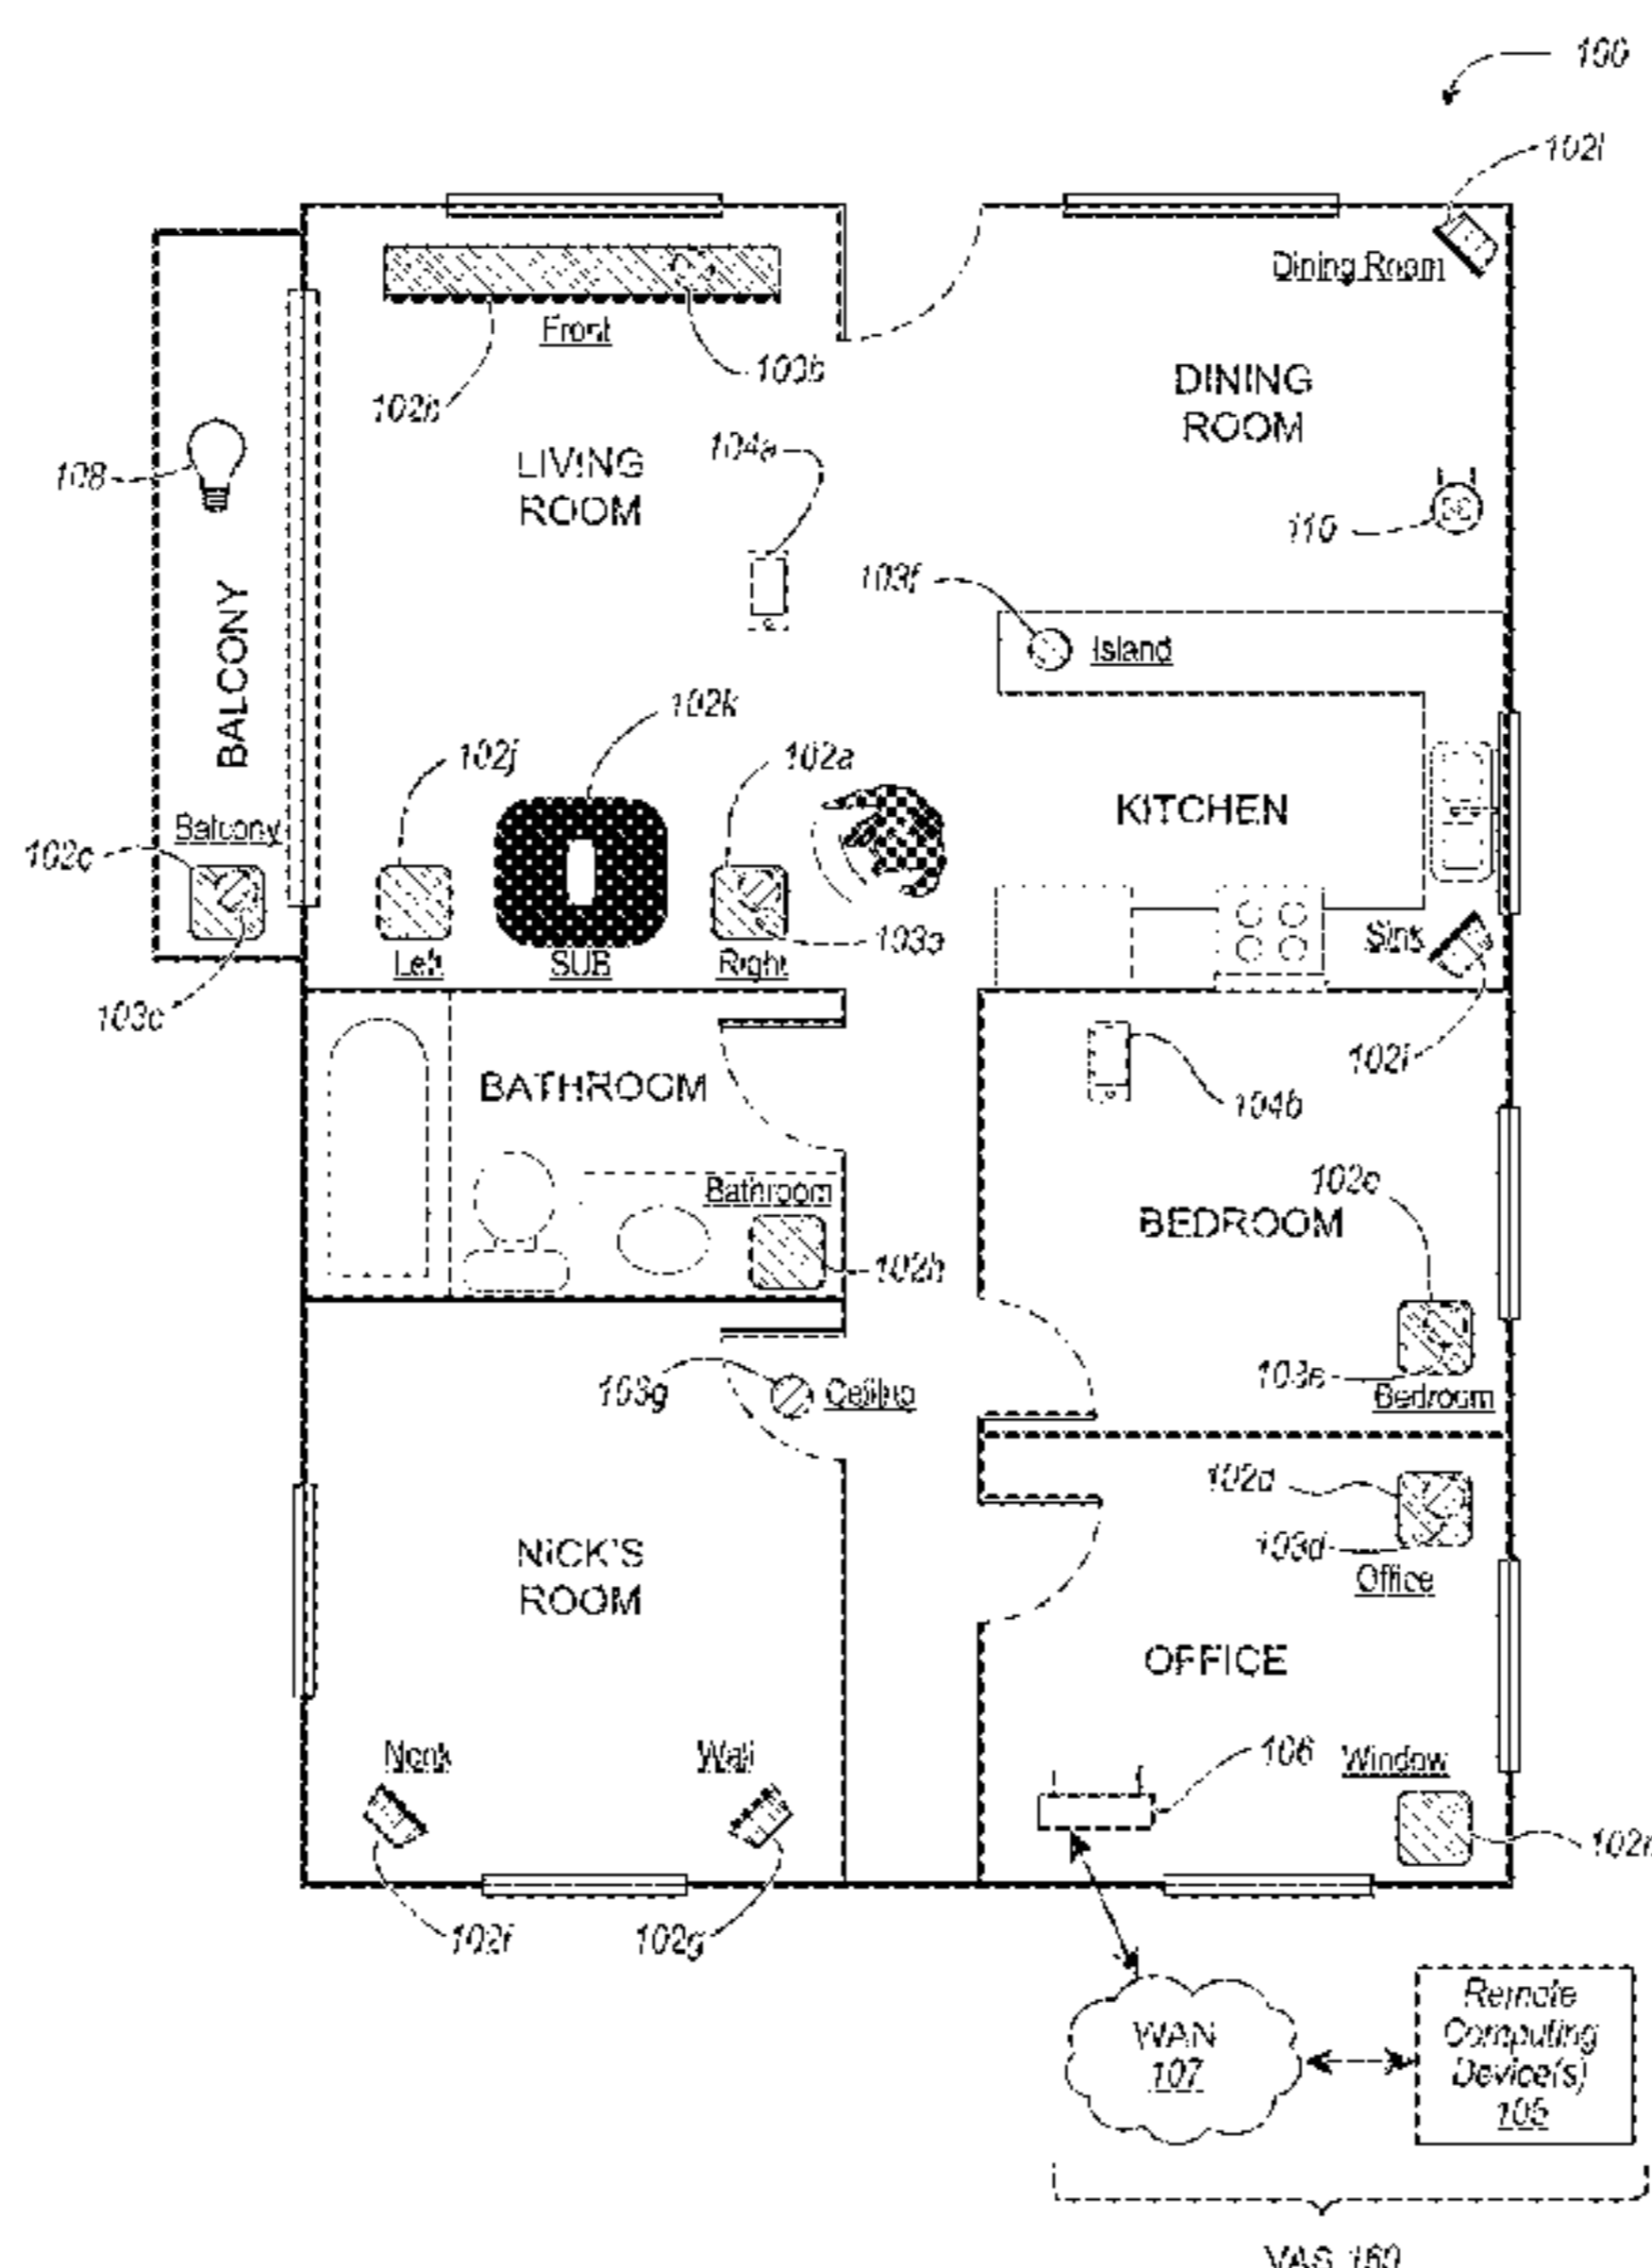 100
102l
Dining Room
Front
103b
102b
DINING
ROOM
LIVING
ROOM
104a
108
110
103f
Island
BALCONY
102k
102j
102a
KITCHEN
Balcony
102c
103a
Sink
Left
SUB
Right
103c
102i
BATHROOM
104b
Bathroom
102e
BEDROOM
102h
103g
Ceiling
103e
Bedroom
102d
103d
Office
NICK'S
ROOM
OFFICE
Nook
Wall
106
Window
102f
102g
Remote
Computing
Device(s)
105
WAN
107